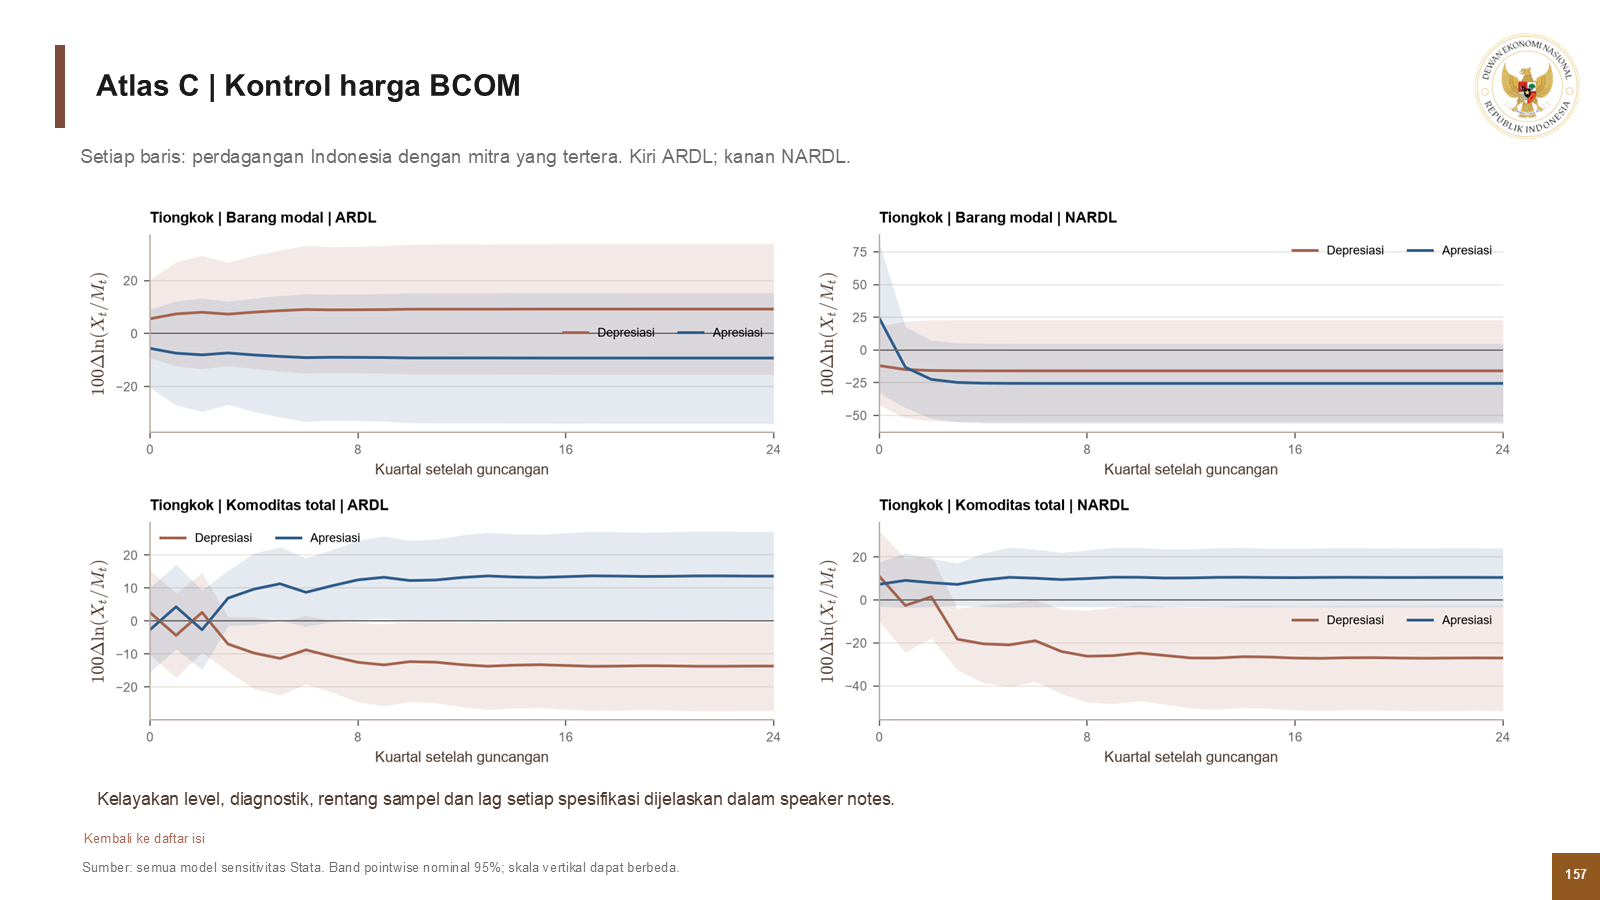 Atlas C | Kontrol harga BCOM
DEWAN EKONOMI NASIONAL
REPUBLIK INDONESIA
Setiap baris: perdagangan Indonesia dengan mitra yang tertera. Kiri ARDL; kanan NARDL.
Tiongkok | Barang modal | ARDL
100Δln(Xₜ/Mₜ)
20
0
−20
Depresiasi
Apresiasi
0 8 16 24
Kuartal setelah guncangan
Tiongkok | Barang modal | NARDL
100Δln(Xₜ/Mₜ)
75
50
25
0
−25
−50
Depresiasi
Apresiasi
0 8 16 24
Kuartal setelah guncangan
Tiongkok | Komoditas total | ARDL
100Δln(Xₜ/Mₜ)
20
10
0
−10
−20
Depresiasi
Apresiasi
0 8 16 24
Kuartal setelah guncangan
Tiongkok | Komoditas total | NARDL
100Δln(Xₜ/Mₜ)
20
0
−20
−40
Depresiasi
Apresiasi
0 8 16 24
Kuartal setelah guncangan
Kelayakan level, diagnostik, rentang sampel dan lag setiap spesifikasi dijelaskan dalam speaker notes.
Kembali ke daftar isi
Sumber: semua model sensitivitas Stata. Band pointwise nominal 95%; skala vertikal dapat berbeda.
157